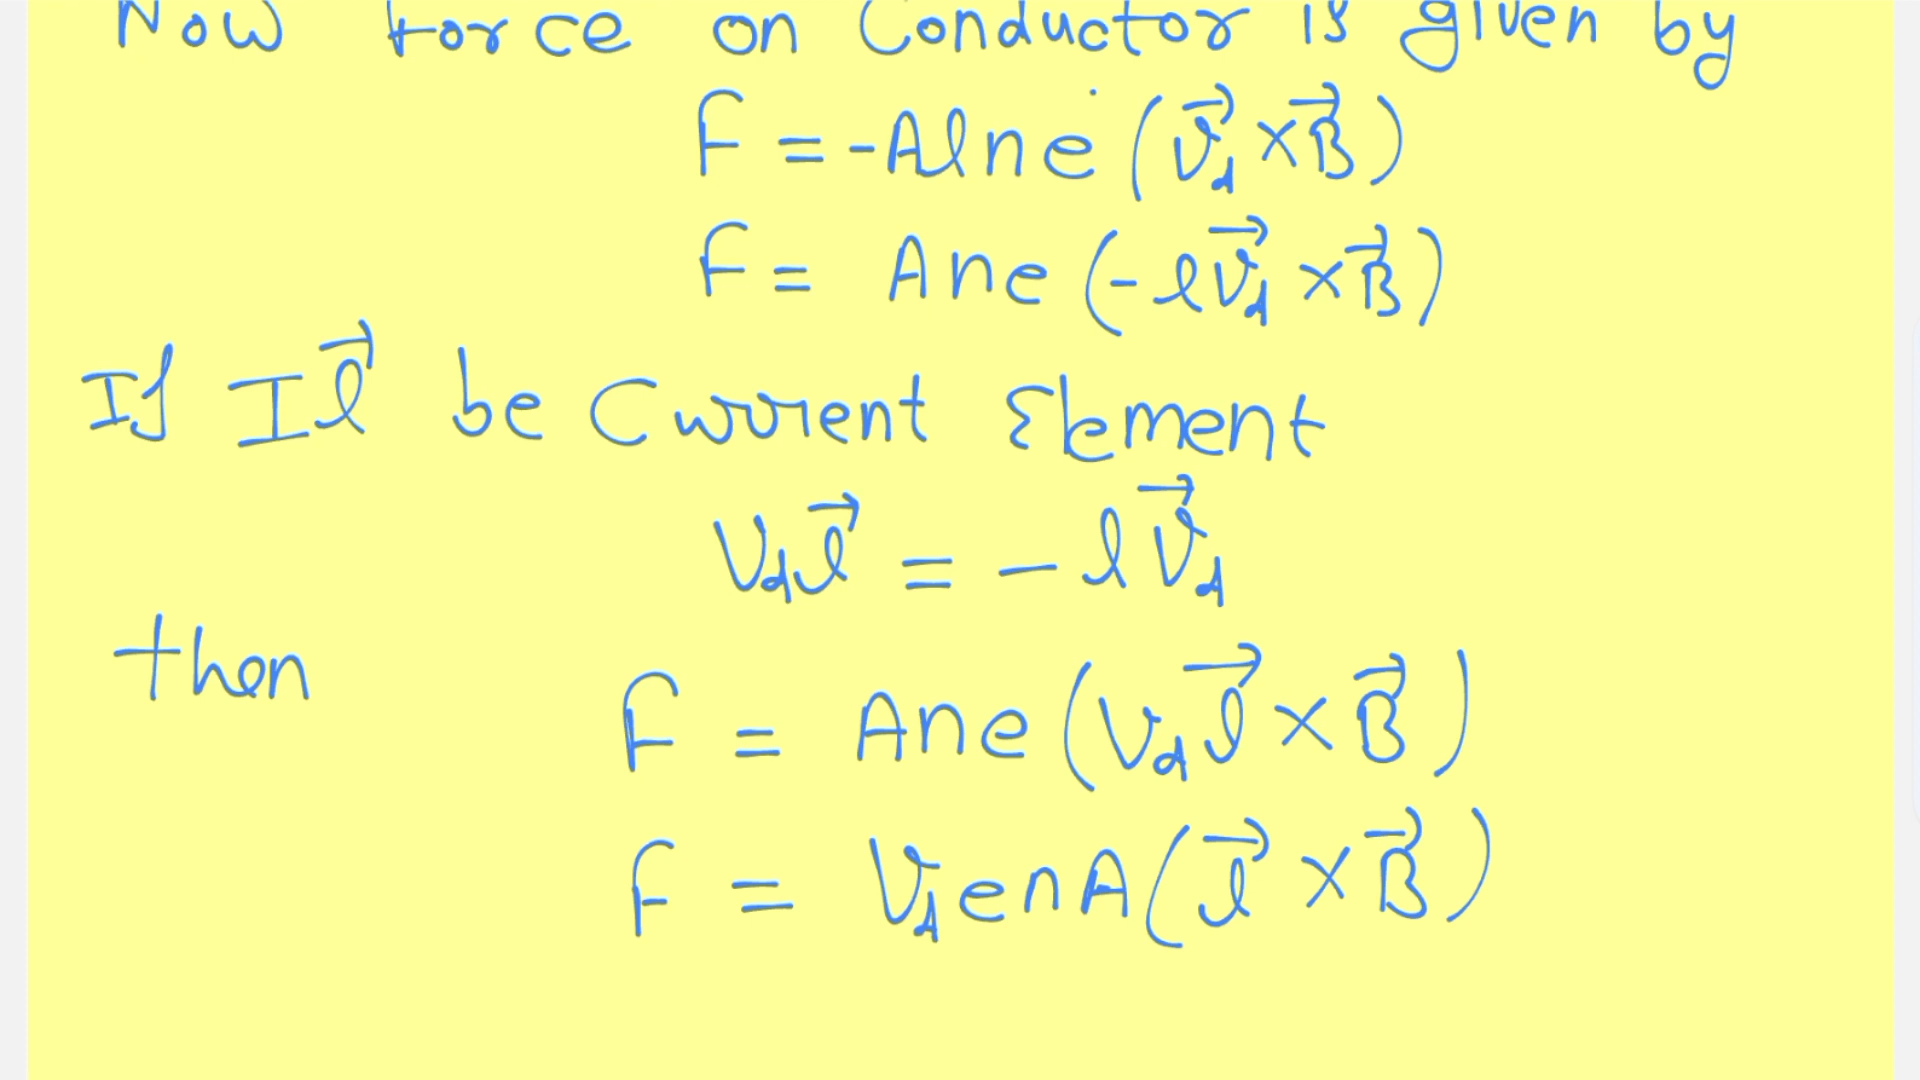 Now force on Conductor is given by
F = -Alne (v⃗d × B⃗)
F = Ane (-lv⃗d × B⃗)
If Il⃗ be Current Element
Vdl⃗ = - lv⃗d
then
F = Ane (Vdl⃗ × B⃗)
F = VdenA (l⃗ × B⃗)